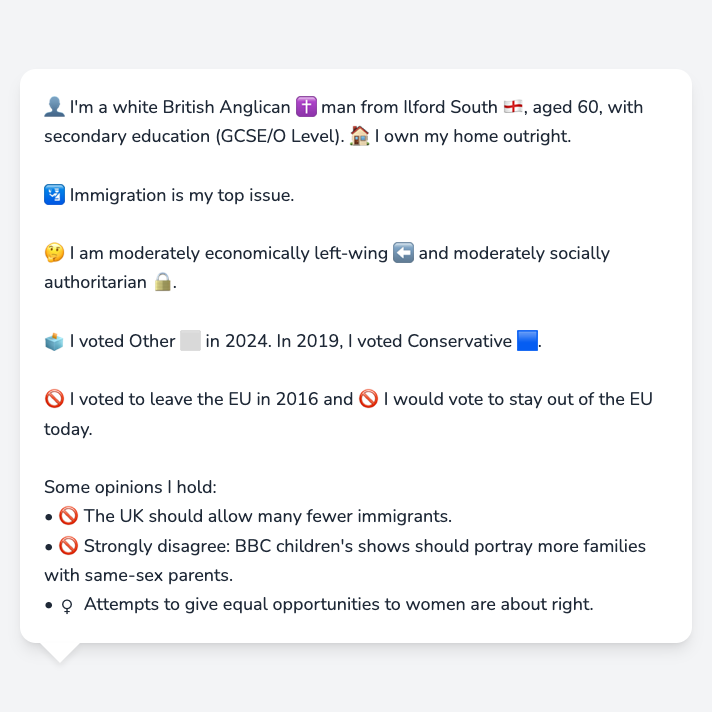 👤 I'm a white British Anglican ✝️ man from Ilford South 🏴󠁧󠁢󠁥󠁮󠁧󠁿, aged 60, with
secondary education (GCSE/O Level). 🏠 I own my home outright.
🛂 Immigration is my top issue.
🤔 I am moderately economically left-wing ⬅️ and moderately socially
authoritarian 🔒.
🗳️ I voted Other ⬜ in 2024. In 2019, I voted Conservative 🟦.
🚫 I voted to leave the EU in 2016 and 🚫 I would vote to stay out of the EU
today.
Some opinions I hold:
• 🚫 The UK should allow many fewer immigrants.
• 🚫 Strongly disagree: BBC children's shows should portray more families
with same-sex parents.
• ♀ Attempts to give equal opportunities to women are about right.